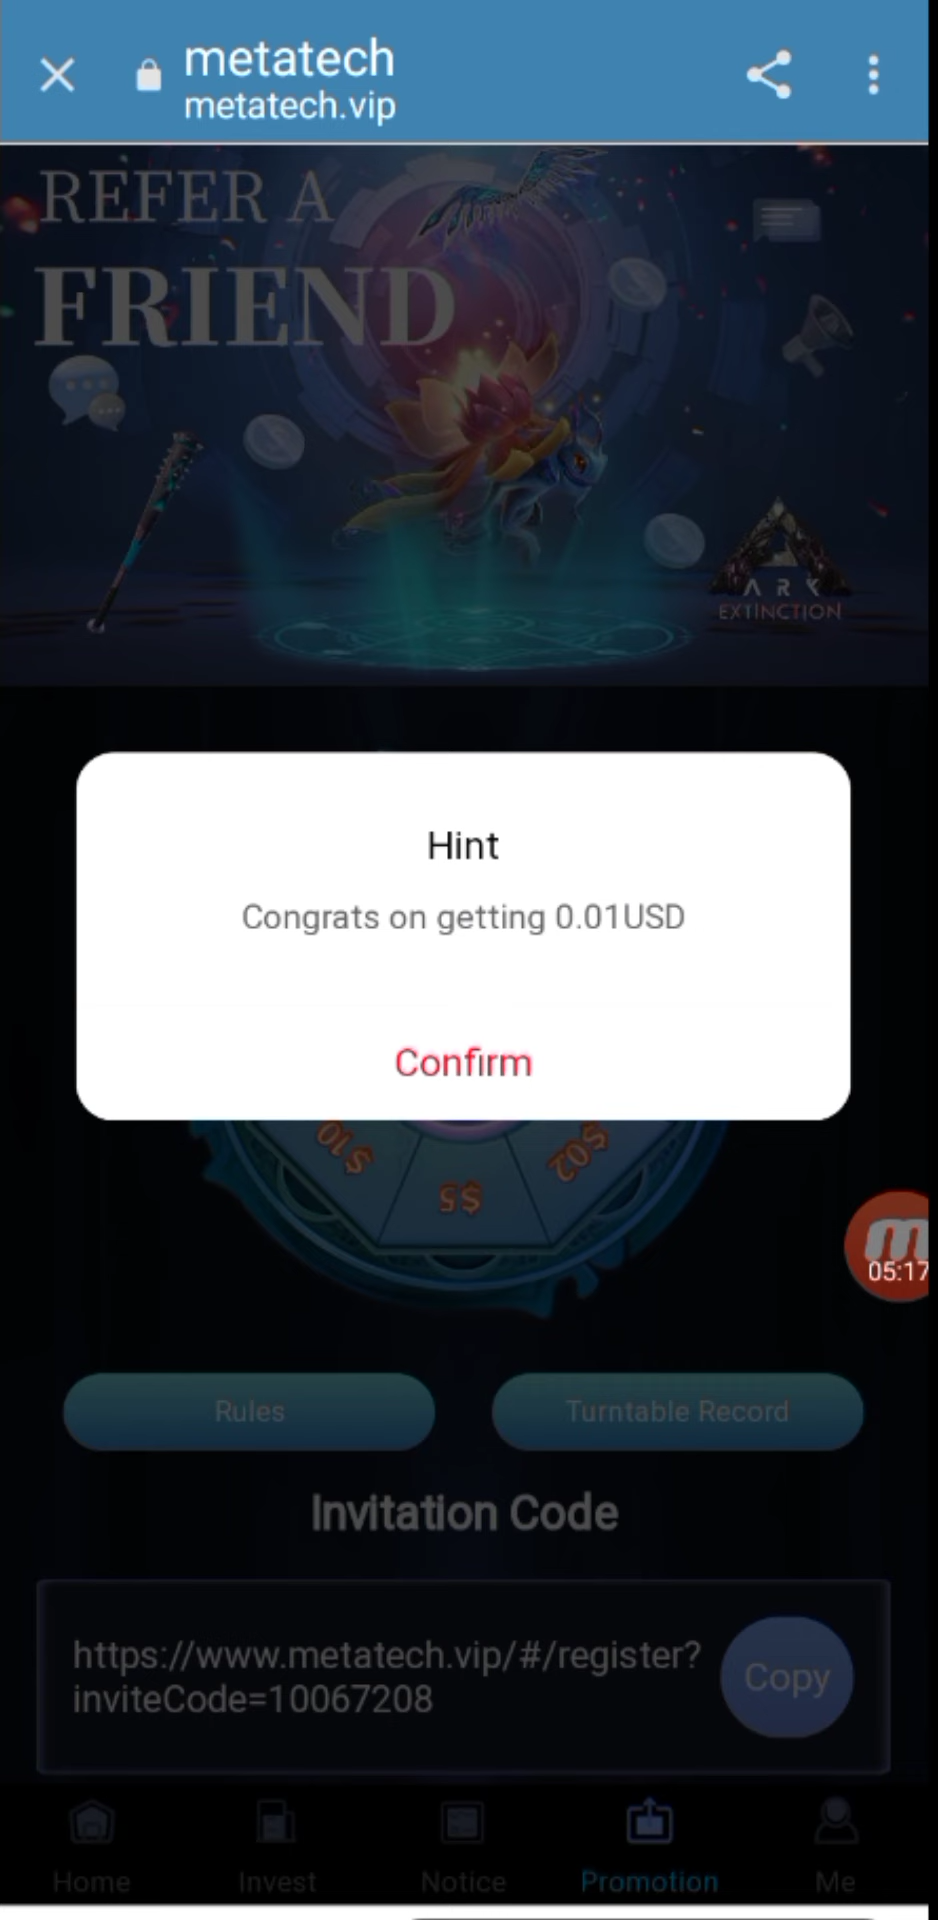 metatech
metatech.vip
REFER A
FRIEND
ARK
EXTINCTION
Hint
Congrats on getting 0.01USD
Confirm
$10
$5
$02
m
05:17
Rules
Turntable Record
Invitation Code
https://www.metatech.vip/#/register?
inviteCode=10067208
Copy
Home
Invest
Notice
Promotion
Me